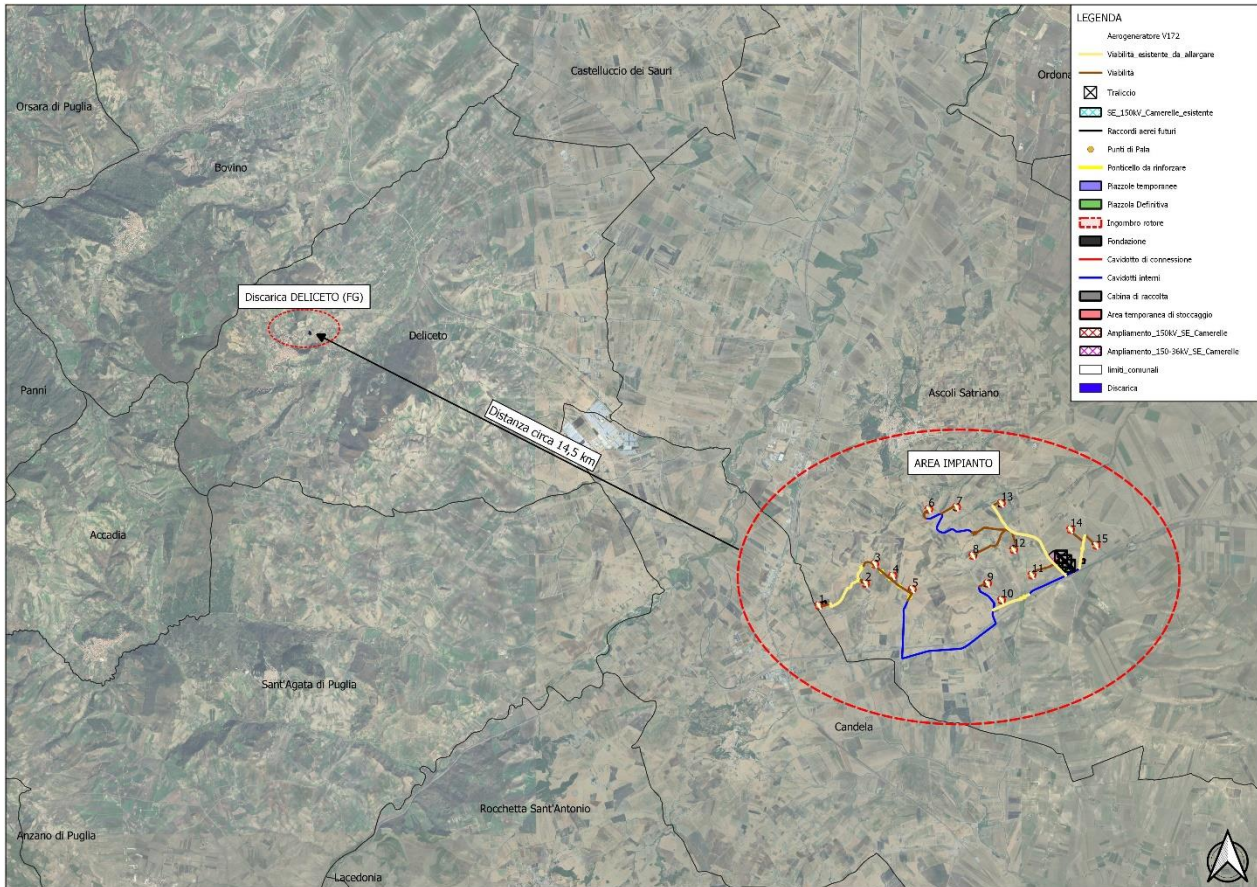 LEGENDA
Aerogeneratore V172
Viabilità_esistente_da_allargare
Viabilità
Traliccio
SE_150kV_Camerelle_esistente
Raccordi aerei futuri
Punti di Pala
Ponticello da rinforzare
Piazzole temporanee
Piazzola Definitiva
Ingombro rotore
Fondazione
Cavidotto di connessione
Cavidotti interni
Cabina di raccolta
Area temporanea di stoccaggio
Ampliamento_150kV_SE_Camerelle
Ampliamento_150-36kV_SE_Camerelle
limiti_comunali
Discarica
Castelluccio dei Sauri
Ordona
Orsara di Puglia
Bovino
Discarica DELICETO (FG)
Deliceto
Panni
Ascoli Satriano
Distanza circa 14,5 km
AREA IMPIANTO
6
7
13
14
15
12
8
3
4
11
2
5
9
10
1
Accadia
Sant'Agata di Puglia
Candela
Rocchetta Sant'Antonio
Anzano di Puglia
Lacedonia